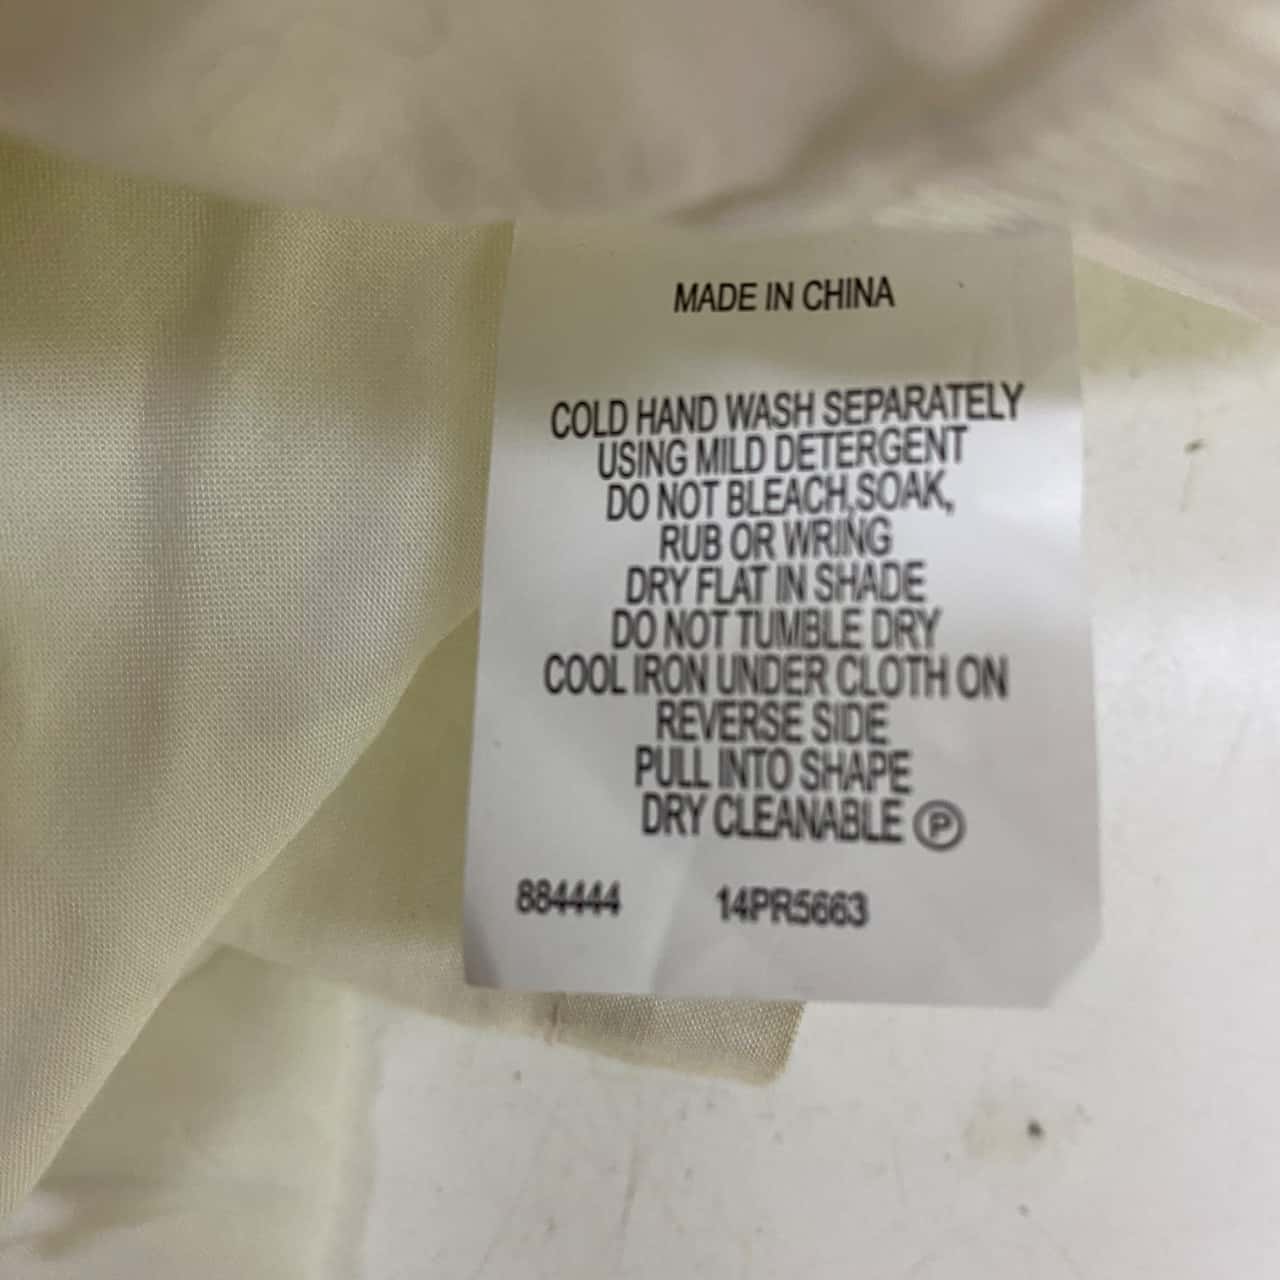 MADE IN CHINA
COLD HAND WASH SEPARATELY
USING MILD DETERGENT
DO NOT BLEACH,SOAK,
RUB OR WRING
DRY FLAT IN SHADE
DO NOT TUMBLE DRY
COOL IRON UNDER CLOTH ON
REVERSE SIDE
PULL INTO SHAPE
DRY CLEANABLE Ⓟ
884444 14PR5663